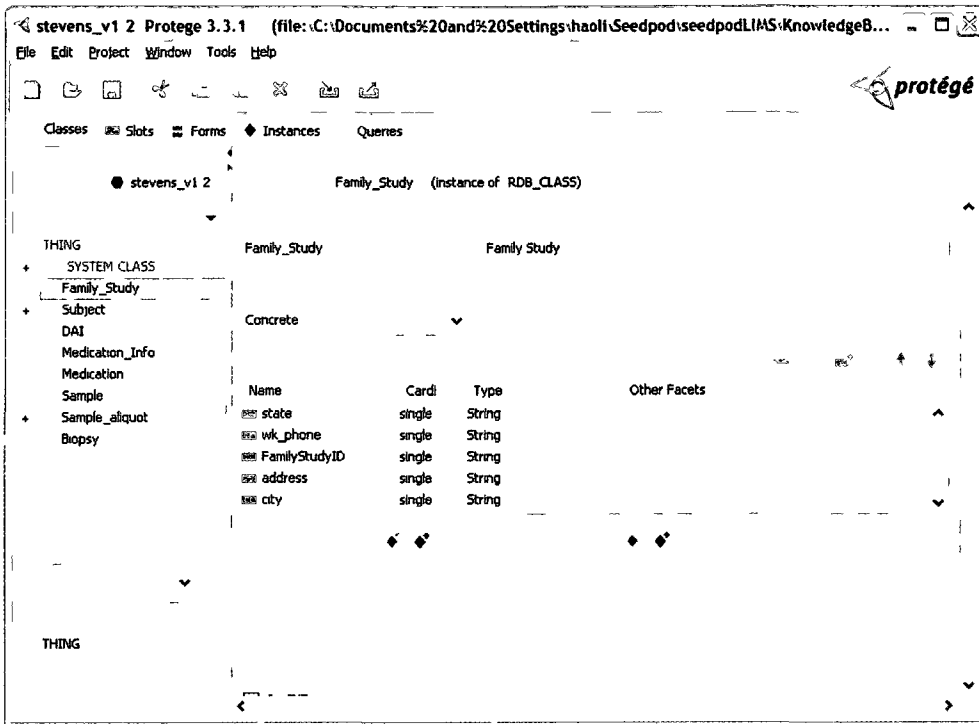 stevens_v1 2 Protege 3.3.1 (file:\C:\Documents%20and%20Settings\haoli\Seedpod\seedpodLIMS\KnowledgeB...
File Edit Project Window Tools Help
protégé
Classes Slots Forms Instances Queries
stevens_v1 2
Family_Study (instance of RDB_CLASS)
THING
Family_Study Family Study
+ SYSTEM CLASS
Family_Study
+ Subject
Concrete
DAI
Medication_Info
Medication
Name Cardi Type Other Facets
Sample
+ Sample_aliquot
state single String
Biopsy
wk_phone single String
FamilyStudyID single String
address single String
city single String
THING